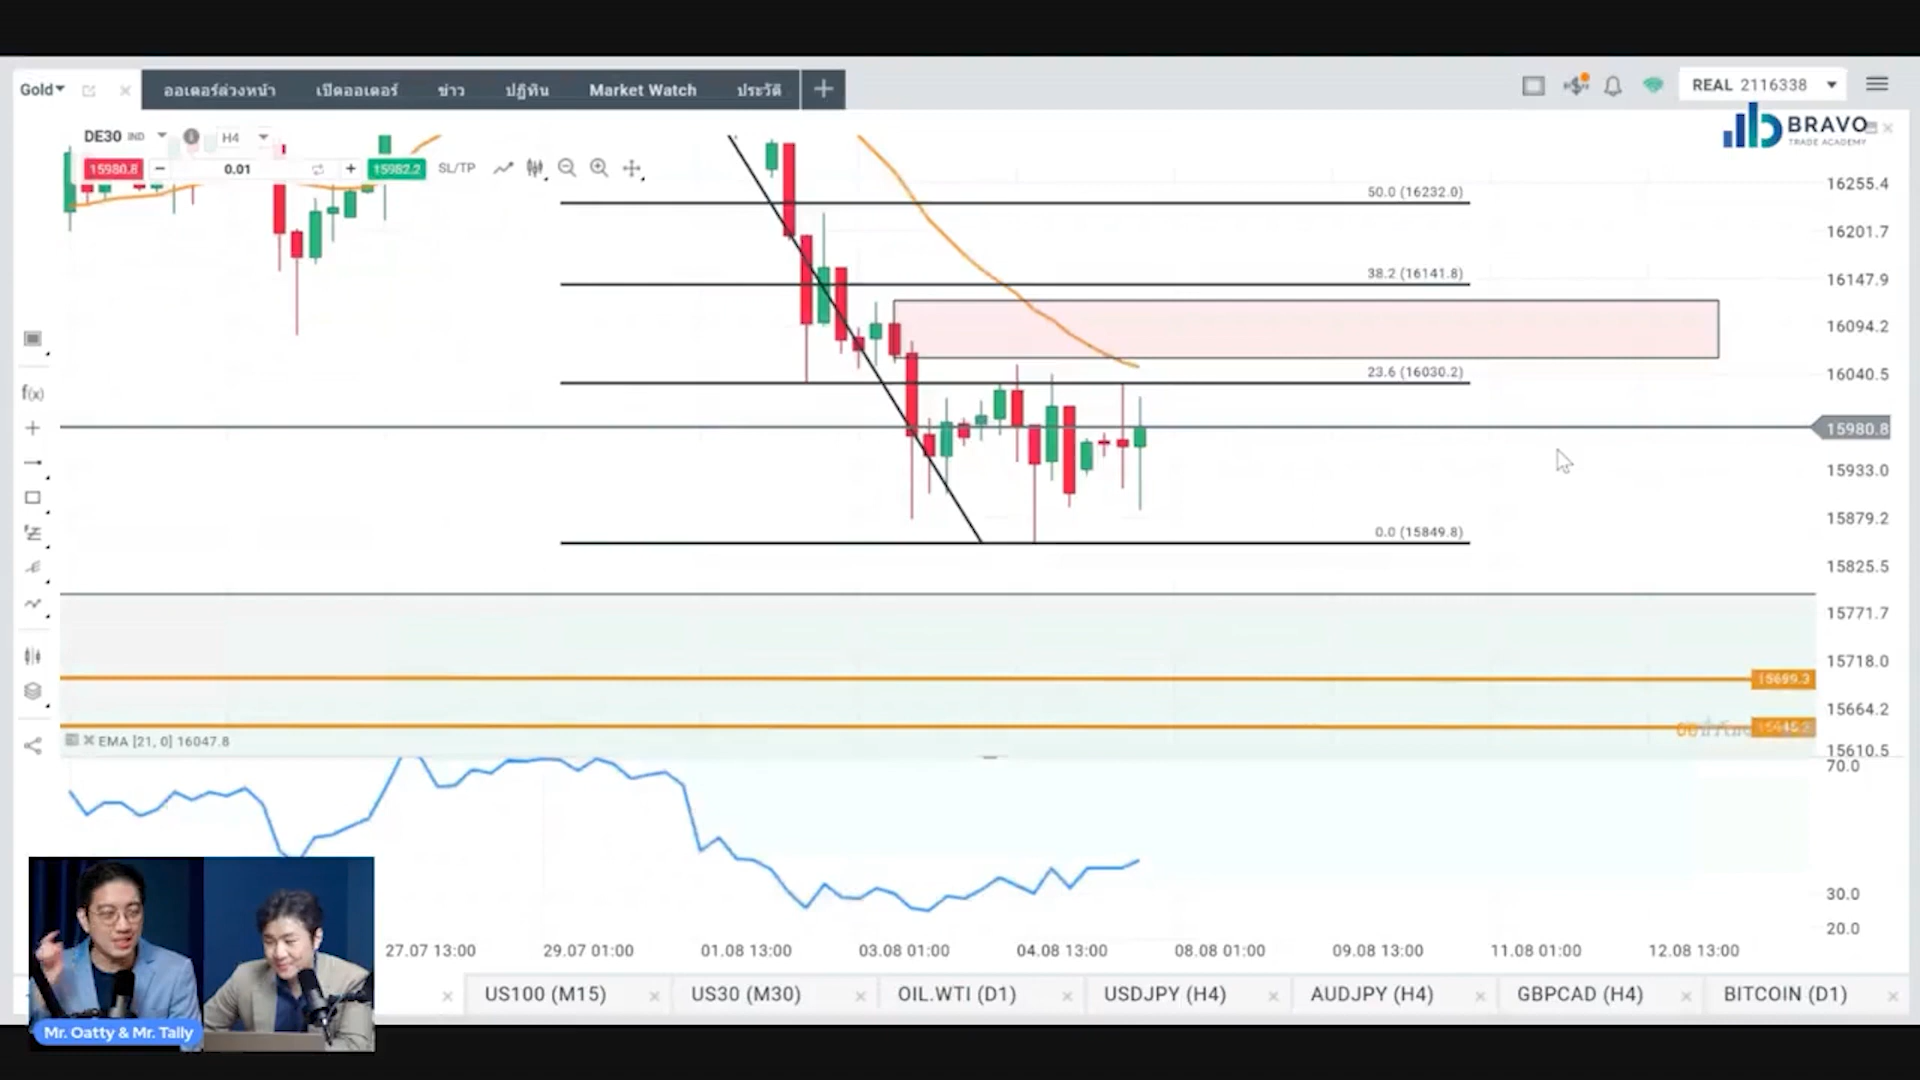 Gold
ออเดอร์ล่วงหน้า
เปิดออเดอร์
ข่าว
ปฏิทิน
Market Watch
ประวัติ
REAL 2116338
BRAVO
TRADE ACADEMY
DE30 IND
H4
15980.8
0.01
15982.2
SL/TP
50.0 (16232.0)
38.2 (16141.8)
23.6 (16030.2)
0.0 (15849.8)
16255.4
16201.7
16147.9
16094.2
16040.5
15980.8
15933.0
15879.2
15825.5
15771.7
15718.0
15699.3
15664.2
15610.5
f(x)
EMA [21, 0] 16047.8
70.0
30.0
20.0
27.07 13:00
29.07 01:00
01.08 13:00
03.08 01:00
04.08 13:00
08.08 01:00
09.08 13:00
11.08 01:00
12.08 13:00
US100 (M15)
US30 (M30)
OIL.WTI (D1)
USDJPY (H4)
AUDJPY (H4)
GBPCAD (H4)
BITCOIN (D1)
Mr. Oatty & Mr. Tally